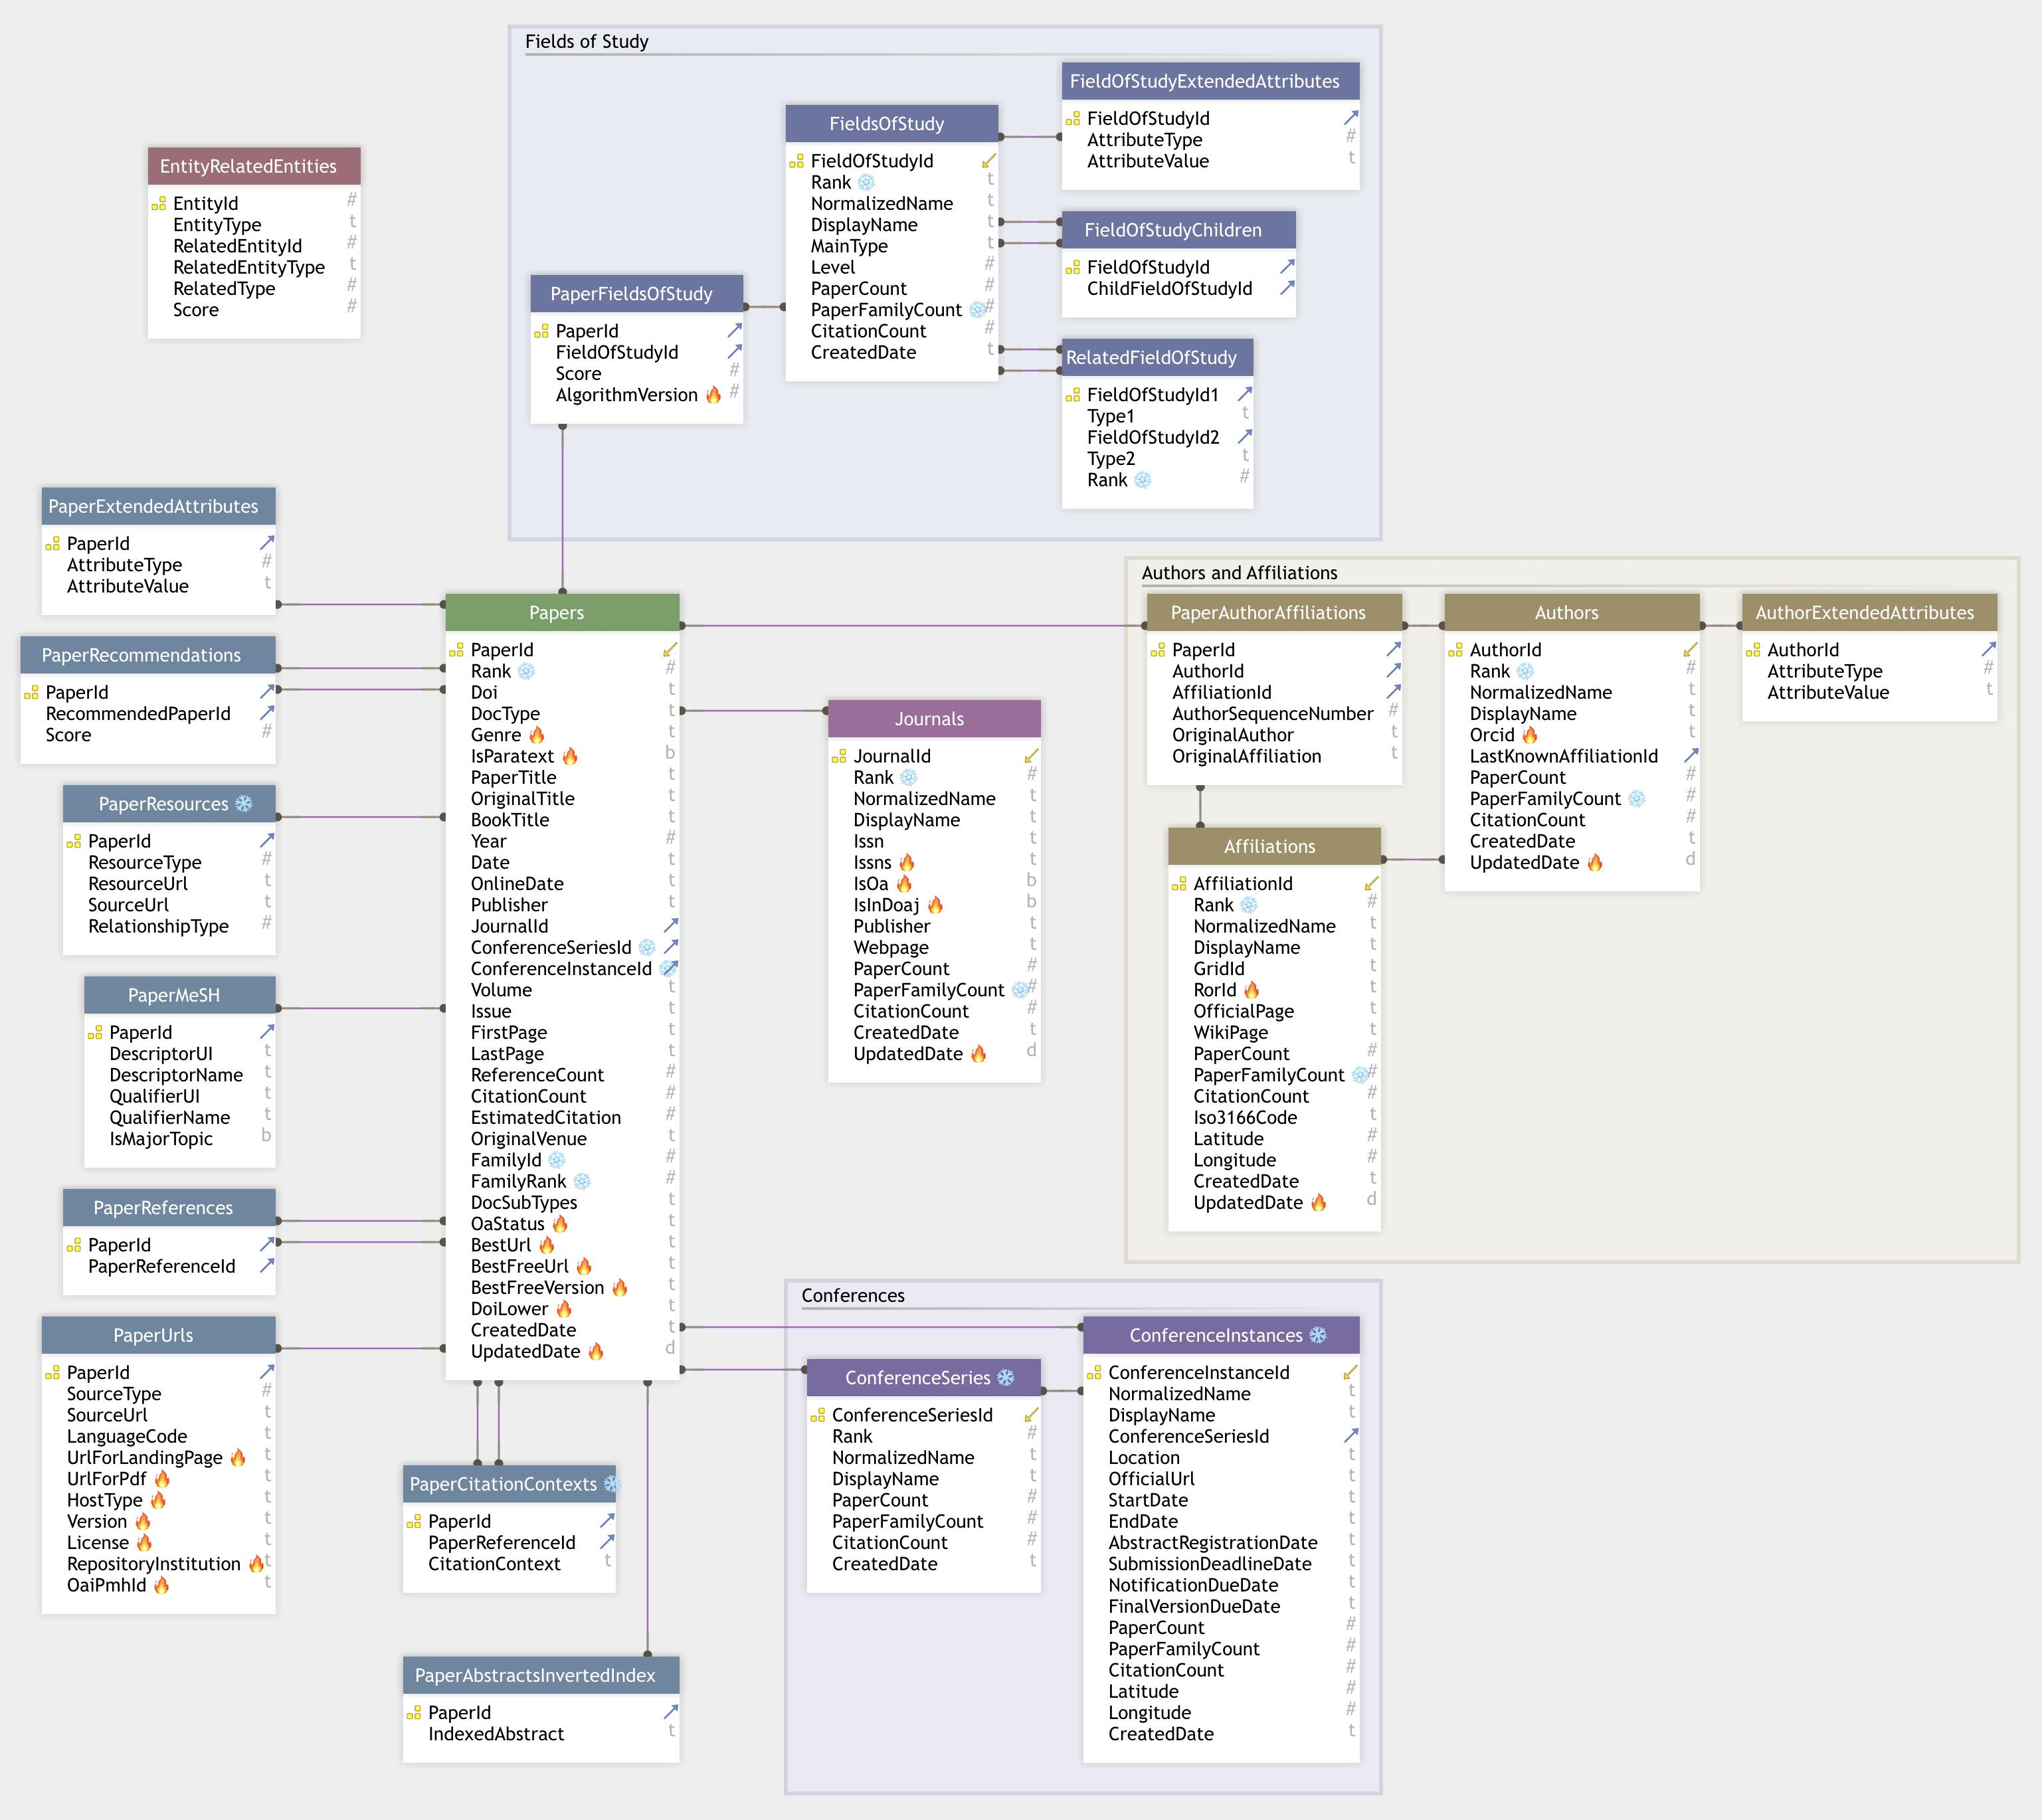 Fields of Study
FieldOfStudyExtendedAttributes
FieldOfStudyId
AttributeType #
AttributeValue t
FieldsOfStudy
FieldOfStudyId
Rank t
NormalizedName t
DisplayName t
MainType t
Level #
PaperCount #
PaperFamilyCount #
CitationCount #
CreatedDate t
FieldOfStudyChildren
FieldOfStudyId
ChildFieldOfStudyId
RelatedFieldOfStudy
FieldOfStudyId1
Type1 t
FieldOfStudyId2
Type2 t
Rank #
PaperFieldsOfStudy
PaperId
FieldOfStudyId
Score #
AlgorithmVersion #
EntityRelatedEntities
EntityId #
EntityType t
RelatedEntityId #
RelatedEntityType t
RelatedType #
Score #
PaperExtendedAttributes
PaperId
AttributeType #
AttributeValue t
PaperRecommendations
PaperId
RecommendedPaperId
Score #
PaperResources
PaperId
ResourceType #
ResourceUrl t
SourceUrl t
RelationshipType #
PaperMeSH
PaperId
DescriptorUI t
DescriptorName t
QualifierUI t
QualifierName t
IsMajorTopic b
PaperReferences
PaperId
PaperReferenceId
PaperUrls
PaperId
SourceType #
SourceUrl t
LanguageCode t
UrlForLandingPage t
UrlForPdf t
HostType t
Version t
License t
RepositoryInstitution t
OaiPmhId t
Papers
PaperId
Rank #
Doi t
DocType t
Genre t
IsParatext b
PaperTitle t
OriginalTitle t
BookTitle t
Year #
Date t
OnlineDate t
Publisher t
JournalId
ConferenceSeriesId
ConferenceInstanceId
Volume t
Issue t
FirstPage t
LastPage t
ReferenceCount #
CitationCount #
EstimatedCitation #
OriginalVenue t
FamilyId #
FamilyRank #
DocSubTypes t
OaStatus t
BestUrl t
BestFreeUrl t
BestFreeVersion t
DoiLower t
CreatedDate t
UpdatedDate d
PaperCitationContexts
PaperId
PaperReferenceId
CitationContext t
PaperAbstractsInvertedIndex
PaperId
IndexedAbstract t
Journals
JournalId
Rank #
NormalizedName t
DisplayName t
Issn t
Issns t
IsOa b
IsInDoaj b
Publisher t
Webpage t
PaperCount #
PaperFamilyCount #
CitationCount #
CreatedDate t
UpdatedDate d
Authors and Affiliations
PaperAuthorAffiliations
PaperId
AuthorId
AffiliationId
AuthorSequenceNumber #
OriginalAuthor t
OriginalAffiliation t
Authors
AuthorId
Rank #
NormalizedName t
DisplayName t
Orcid t
LastKnownAffiliationId
PaperCount #
PaperFamilyCount #
CitationCount #
CreatedDate t
UpdatedDate d
AuthorExtendedAttributes
AuthorId
AttributeType #
AttributeValue t
Affiliations
AffiliationId
Rank #
NormalizedName t
DisplayName t
GridId t
RorId t
OfficialPage t
WikiPage t
PaperCount #
PaperFamilyCount #
CitationCount #
Iso3166Code t
Latitude #
Longitude #
CreatedDate t
UpdatedDate d
Conferences
ConferenceSeries
ConferenceSeriesId
Rank #
NormalizedName t
DisplayName t
PaperCount #
PaperFamilyCount #
CitationCount #
CreatedDate t
ConferenceInstances
ConferenceInstanceId
NormalizedName t
DisplayName t
ConferenceSeriesId
Location t
OfficialUrl t
StartDate t
EndDate t
AbstractRegistrationDate t
SubmissionDeadlineDate t
NotificationDueDate t
FinalVersionDueDate t
PaperCount #
PaperFamilyCount #
CitationCount #
Latitude #
Longitude #
CreatedDate t